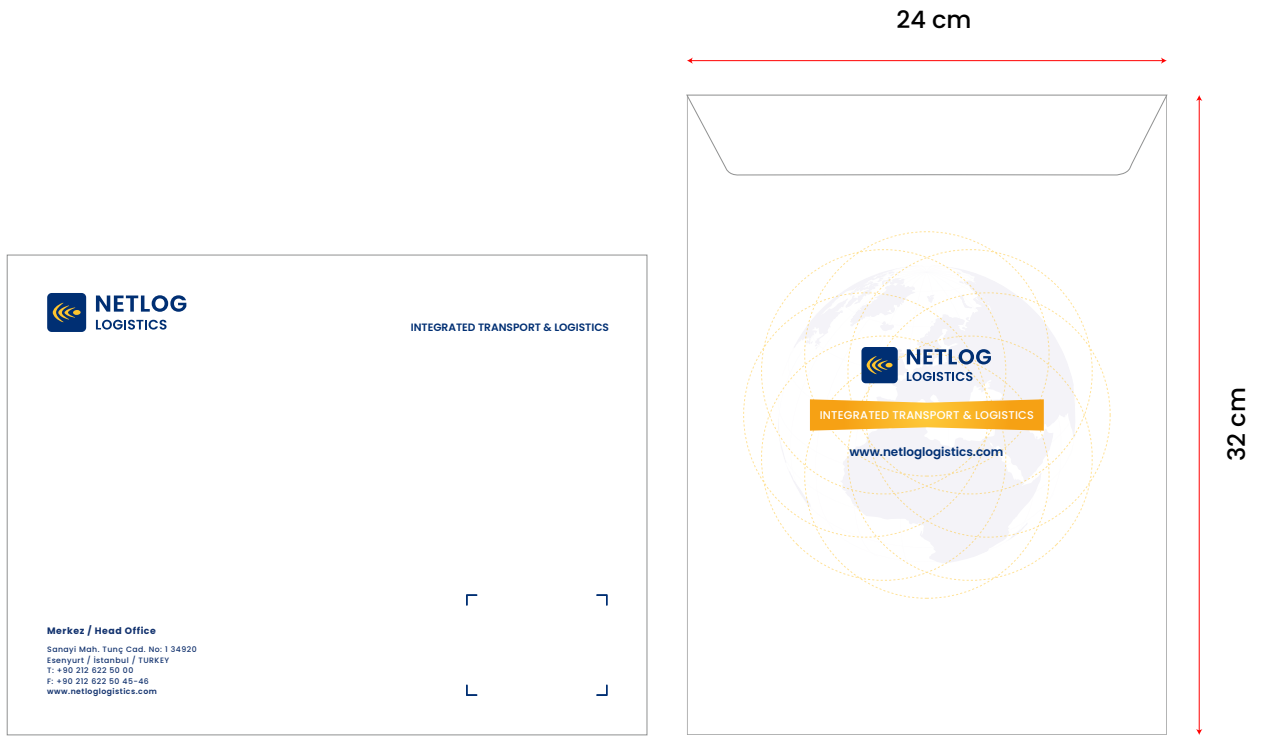 24 cm
NETLOG
LOGISTICS
INTEGRATED TRANSPORT & LOGISTICS
Merkez / Head Office
Sanayi Mah. Tunç Cad. No: 1 34920
Esenyurt / İstanbul / TURKEY
T: +90 212 622 50 00
F: +90 212 622 50 45-46
www.netloglogistics.com
NETLOG
LOGISTICS
INTEGRATED TRANSPORT & LOGISTICS
www.netloglogistics.com
32 cm